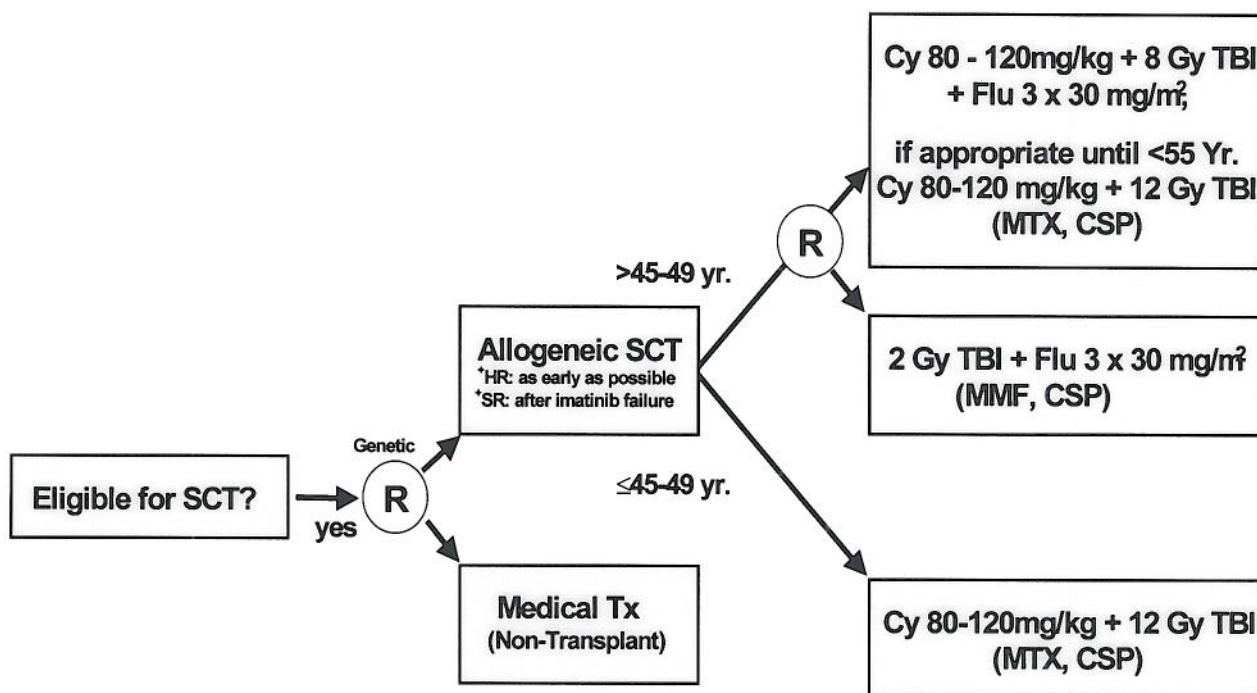 Eligible for SCT?
yes
Genetic
R
Allogeneic SCT
+HR: as early as possible
+SR: after imatinib failure
Medical Tx
(Non-Transplant)
>45-49 yr.
≤45-49 yr.
R
Cy 80 - 120mg/kg + 8 Gy TBI
+ Flu 3 x 30 mg/m²,
if appropriate until <55 Yr.
Cy 80-120 mg/kg + 12 Gy TBI
(MTX, CSP)
2 Gy TBI + Flu 3 x 30 mg/m²
(MMF, CSP)
Cy 80-120mg/kg + 12 Gy TBI
(MTX, CSP)